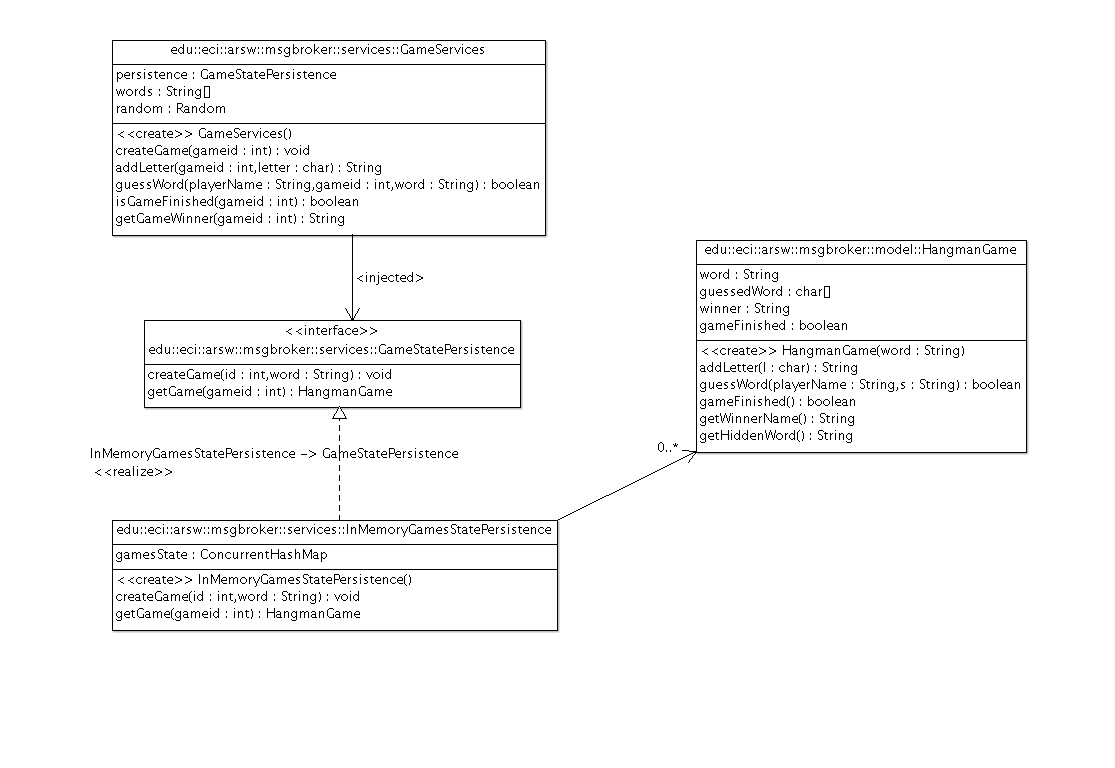 edu::eci::arsw::msgbroker::services::GameServices
persistence : GameStatePersistence
words : String[]
random : Random
<<create>> GameServices()
createGame(gameid : int) : void
addLetter(gameid : int,letter : char) : String
guessWord(playerName : String,gameid : int,word : String) : boolean
isGameFinished(gameid : int) : boolean
getGameWinner(gameid : int) : String
<injected>
<<interface>>
edu::eci::arsw::msgbroker::services::GameStatePersistence
createGame(id : int,word : String) : void
getGame(gameid : int) : HangmanGame
InMemoryGamesStatePersistence -> GameStatePersistence
<<realize>>
edu::eci::arsw::msgbroker::services::InMemoryGamesStatePersistence
gamesState : ConcurrentHashMap
<<create>> InMemoryGamesStatePersistence()
createGame(id : int,word : String) : void
getGame(gameid : int) : HangmanGame
0..*
edu::eci::arsw::msgbroker::model::HangmanGame
word : String
guessedWord : char[]
winner : String
gameFinished : boolean
<<create>> HangmanGame(word : String)
addLetter(l : char) : String
guessWord(playerName : String,s : String) : boolean
gameFinished() : boolean
getWinnerName() : String
getHiddenWord() : String